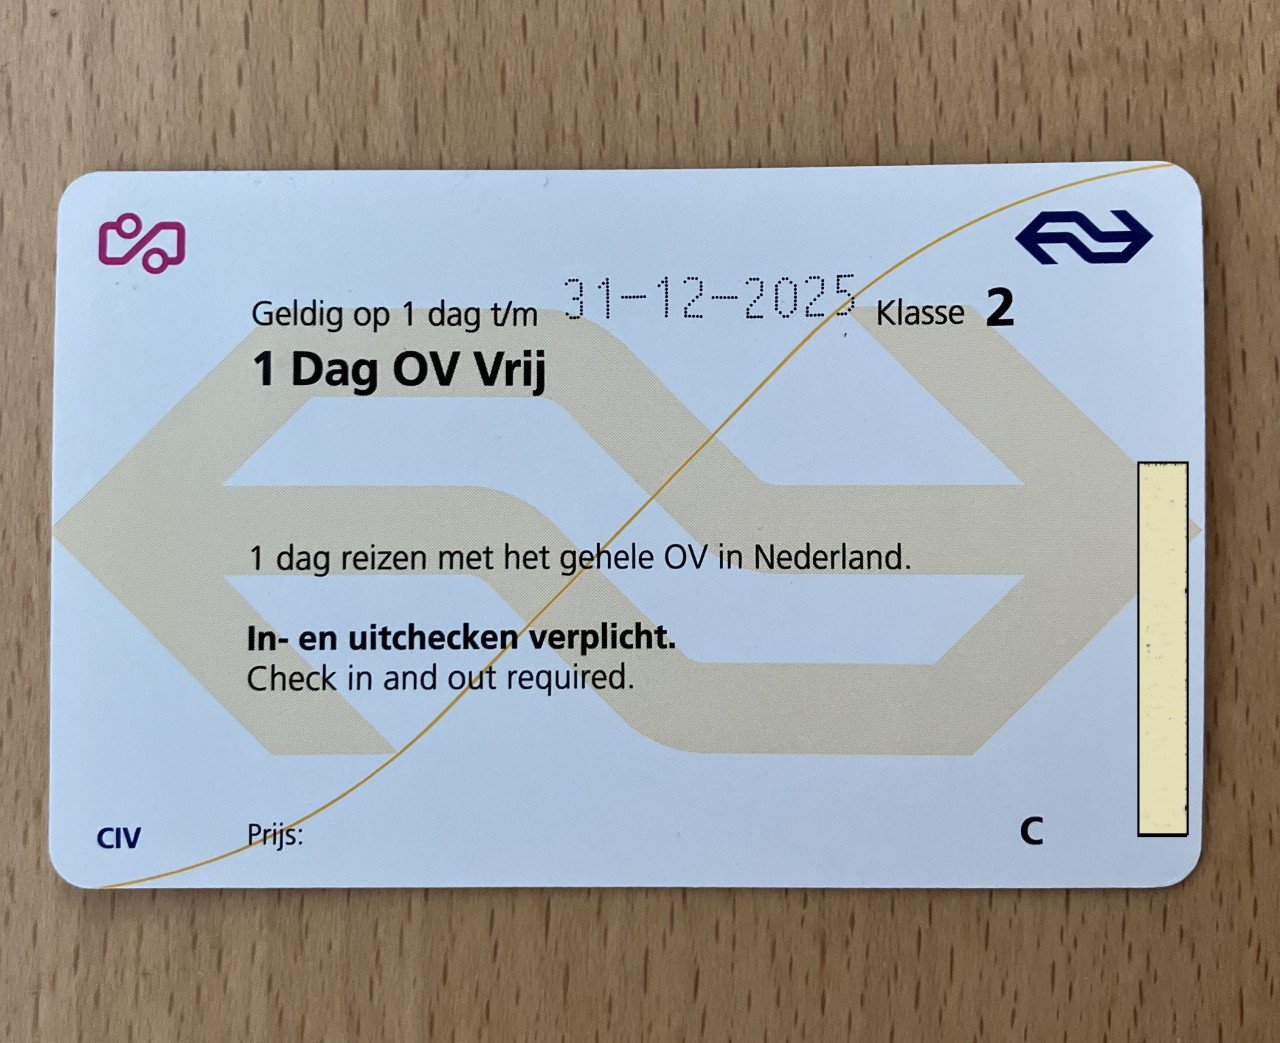 Geldig op 1 dag t/m 31-12-2025 Klasse 2
1 Dag OV Vrij
1 dag reizen met het gehele OV in Nederland.
In- en uitchecken verplicht.
Check in and out required.
CIV Prijs: C